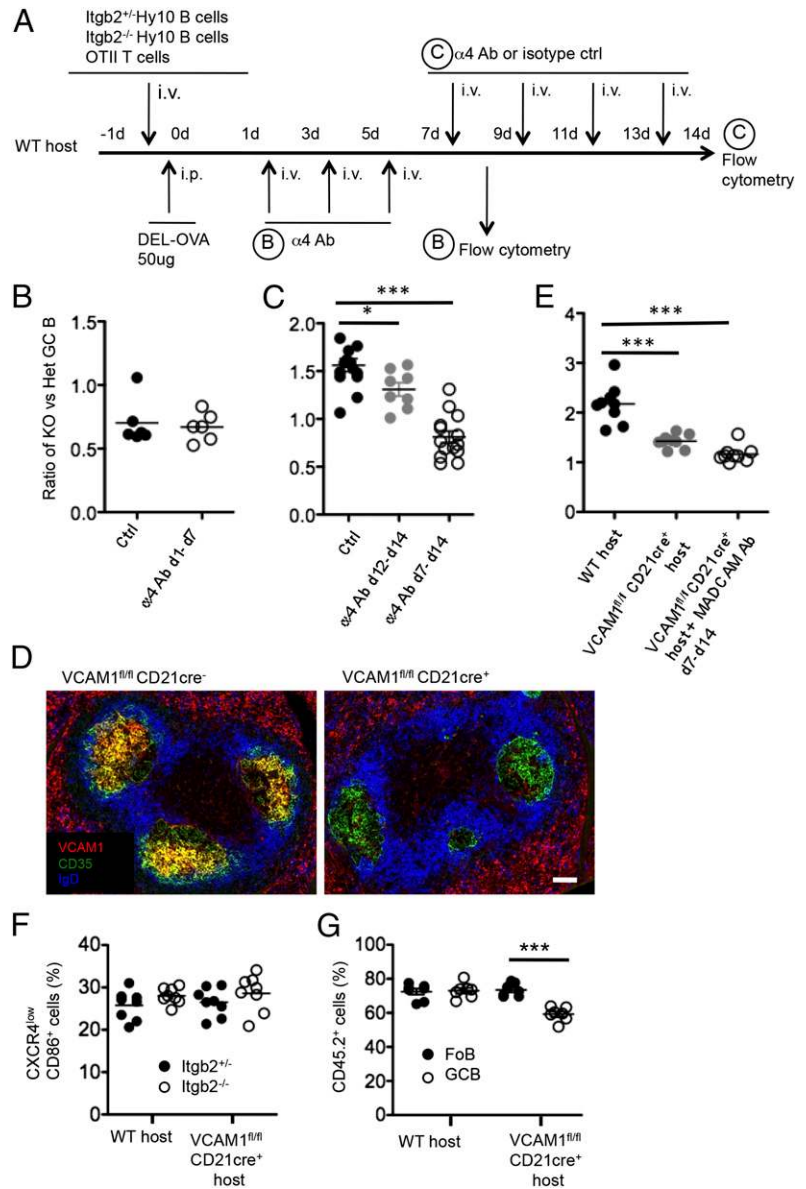 A
Itgb2+/-Hy10 B cells
Itgb2-/- Hy10 B cells
OTII T cells
C α4 Ab or isotype ctrl
i.v.
i.v.
i.v.
i.v.
i.v.
WT host
-1d 0d 1d 3d 5d 7d 9d 11d 13d 14d
C
Flow
cytometry
i.p.
i.v.
i.v.
i.v.
DEL-OVA
50ug
B α4 Ab
B Flow cytometry
B
Ratio of KO vs Het GC B
1.5
1.0
0.5
0.0
Ctrl
α4 Ab d1-d7
C
***
*
2.0
1.5
1.0
0.5
0.0
Ctrl
α4 Ab d12-d14
α4 Ab d7-d14
E
***
***
4
3
2
1
0
WT host
VCAM1fl/fl CD21cre+
host
VCAM1fl/fl CD21cre+
host + MADCAM Ab
d7-d14
D
VCAM1fl/fl CD21cre-
VCAM1fl/fl CD21cre+
VCAM1
CD35
IgD
F
CXCR4low
CD86+ cells (%)
40
30
20
10
0
Itgb2+/-
Itgb2-/-
WT host
VCAM1fl/fl
CD21cre+
host
G
***
CD45.2+ cells (%)
100
80
60
40
20
0
FoB
GCB
WT host
VCAM1fl/fl
CD21cre+
host